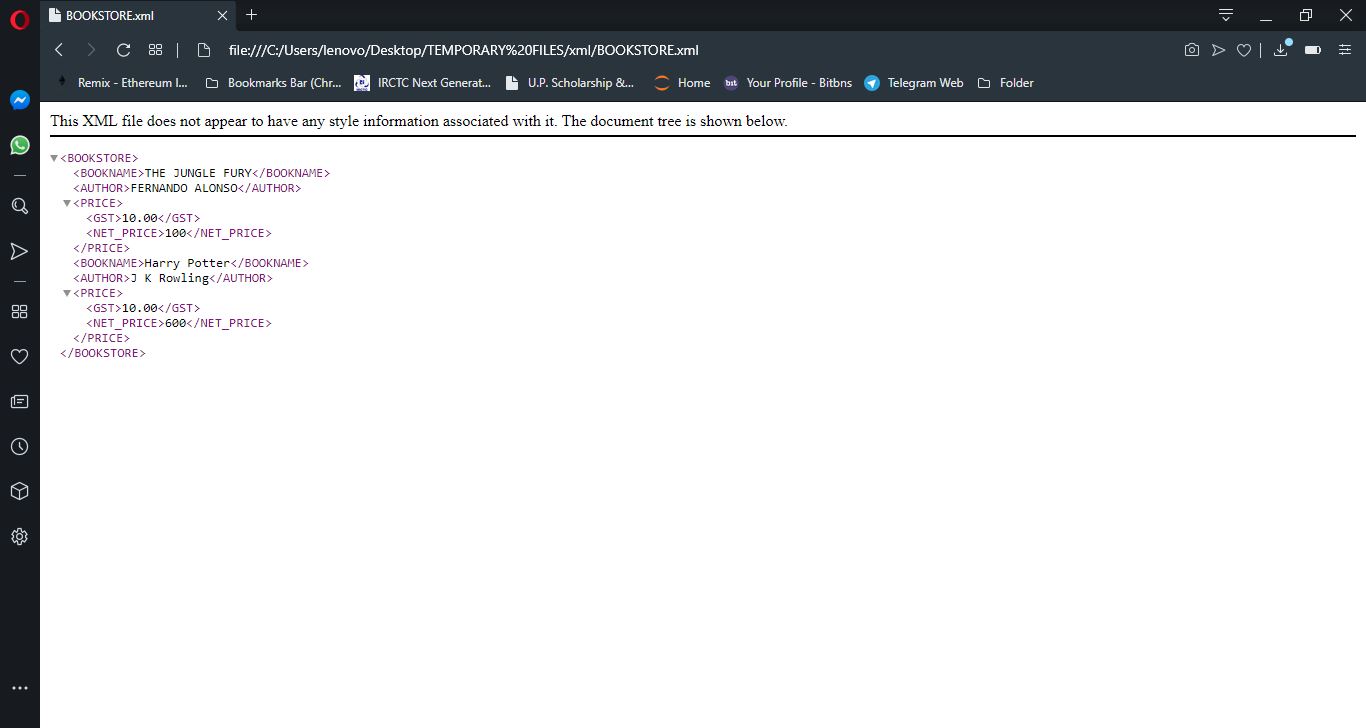 BOOKSTORE.xml
file:///C:/Users/lenovo/Desktop/TEMPORARY%20FILES/xml/BOOKSTORE.xml
Remix - Ethereum I... Bookmarks Bar (Chr... IRCTC Next Generat... U.P. Scholarship &... Home bit Your Profile - Bitbns Telegram Web Folder
This XML file does not appear to have any style information associated with it. The document tree is shown below.
<BOOKSTORE>
<BOOKNAME>THE JUNGLE FURY</BOOKNAME>
<AUTHOR>FERNANDO ALONSO</AUTHOR>
<PRICE>
<GST>10.00</GST>
<NET_PRICE>100</NET_PRICE>
</PRICE>
<BOOKNAME>Harry Potter</BOOKNAME>
<AUTHOR>J K Rowling</AUTHOR>
<PRICE>
<GST>10.00</GST>
<NET_PRICE>600</NET_PRICE>
</PRICE>
</BOOKSTORE>